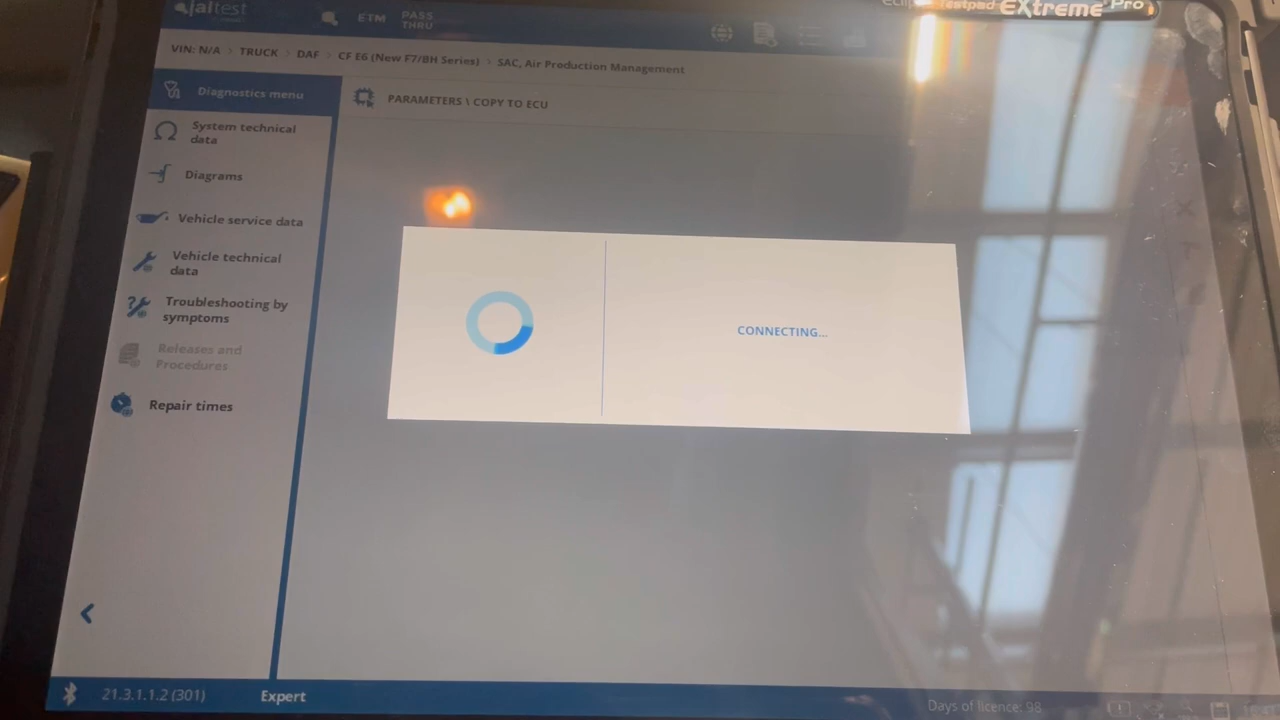 jaltest
ETM
PASS
THRU
Testpad EXtreme Pro
VIN: N/A > TRUCK > DAF > CF E6 (New F7/BH Series) > SAC, Air Production Management
Diagnostics menu
PARAMETERS \ COPY TO ECU
System technical
data
Diagrams
Vehicle service data
Vehicle technical
data
Troubleshooting by
symptoms
Releases and
Procedures
Repair times
CONNECTING...
21.3.1.1.2 (301)
Expert
Days of licence: 98